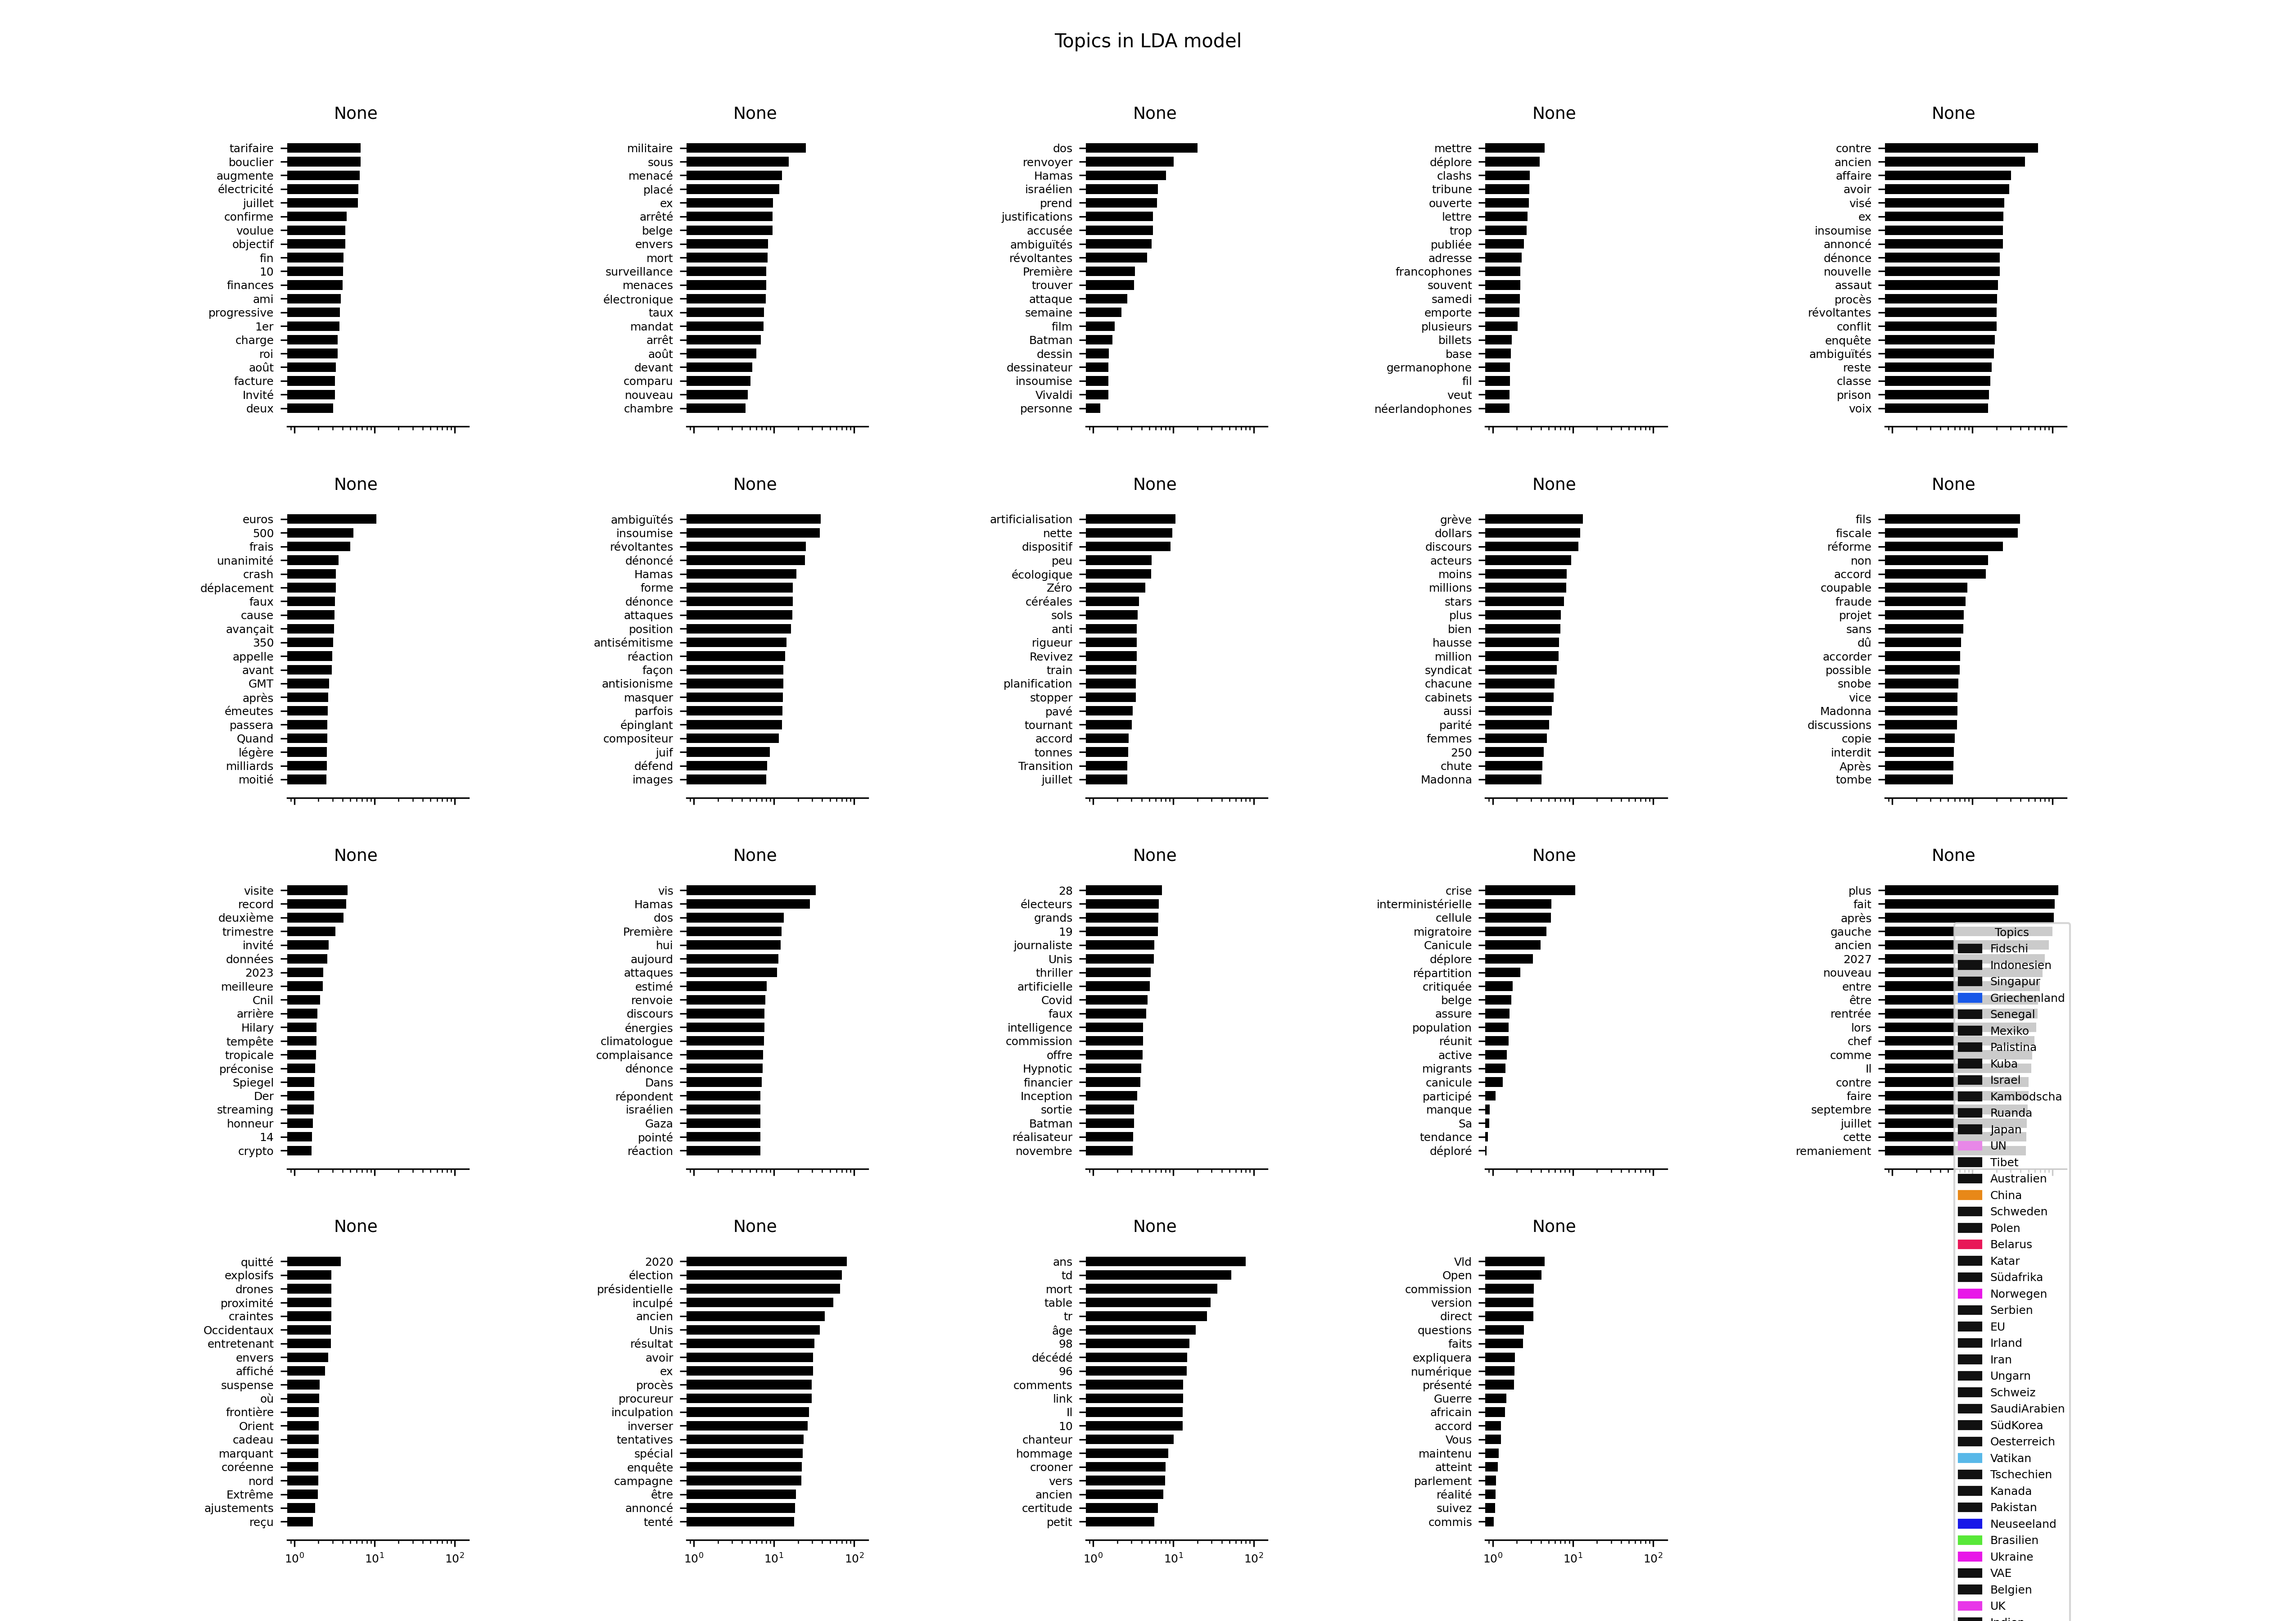 Topics in LDA model
None
tarifaire
bouclier
augmente
électricité
juillet
confirme
voulue
objectif
fin
10
finances
ami
progressive
1er
charge
roi
août
facture
Invité
deux
None
militaire
sous
menacé
placé
ex
arrêté
belge
envers
mort
surveillance
menaces
électronique
taux
mandat
arrêt
août
devant
comparu
nouveau
chambre
None
dos
renvoyer
Hamas
israélien
prend
justifications
accusée
ambiguïtés
révoltantes
Première
trouver
attaque
semaine
film
Batman
dessin
dessinateur
insoumise
Vivaldi
personne
None
mettre
déplore
clashs
tribune
ouverte
lettre
trop
publiée
adresse
francophones
souvent
samedi
emporte
plusieurs
billets
base
germanophone
fil
veut
néerlandophones
None
contre
ancien
affaire
avoir
visé
ex
insoumise
annoncé
dénonce
nouvelle
assaut
procès
révoltantes
conflit
enquête
ambiguïtés
reste
classe
prison
voix
None
euros
500
frais
unanimité
crash
déplacement
faux
cause
avançait
350
appelle
avant
GMT
après
émeutes
passera
Quand
légère
milliards
moitié
None
ambiguïtés
insoumise
révoltantes
dénoncé
Hamas
forme
dénonce
attaques
position
antisémitisme
réaction
façon
antisionisme
masquer
parfois
épinglant
compositeur
juif
défend
images
None
artificialisation
nette
dispositif
peu
écologique
Zéro
céréales
sols
anti
rigueur
Revivez
train
planification
stopper
pavé
tournant
accord
tonnes
Transition
juillet
None
grève
dollars
discours
acteurs
moins
millions
stars
plus
bien
hausse
million
syndicat
chacune
cabinets
aussi
parité
femmes
250
chute
Madonna
None
fils
fiscale
réforme
non
accord
coupable
fraude
projet
sans
dû
accorder
possible
snobe
vice
Madonna
discussions
copie
interdit
Après
tombe
None
visite
record
deuxième
trimestre
invité
données
2023
meilleure
Cnil
arrière
Hilary
tempête
tropicale
préconise
Spiegel
Der
streaming
honneur
14
crypto
None
vis
Hamas
dos
Première
hui
aujourd
attaques
estimé
renvoie
discours
énergies
climatologue
complaisance
dénonce
Dans
répondent
israélien
Gaza
pointé
réaction
None
28
électeurs
grands
19
journaliste
Unis
thriller
artificielle
Covid
faux
intelligence
commission
offre
Hypnotic
financier
Inception
sortie
Batman
réalisateur
novembre
None
crise
interministérielle
cellule
migratoire
Canicule
déplore
répartition
critiquée
belge
assure
population
réunit
active
migrants
canicule
participé
manque
Sa
tendance
déploré
None
plus
fait
après
gauche
ancien
2027
nouveau
entre
être
rentrée
lors
chef
comme
Il
contre
faire
septembre
juillet
cette
remaniement
None
quitté
explosifs
drones
proximité
craintes
Occidentaux
entretenant
envers
affiché
suspense
où
frontière
Orient
cadeau
marquant
coréenne
nord
Extrême
ajustements
reçu
10⁰ 10¹ 10²
None
2020
élection
présidentielle
inculpé
ancien
Unis
résultat
avoir
ex
procès
procureur
inculpation
inverser
tentatives
spécial
enquête
campagne
être
annoncé
tenté
10⁰ 10¹ 10²
None
ans
td
mort
table
tr
âge
98
décédé
96
comments
link
Il
10
chanteur
hommage
crooner
vers
ancien
certitude
petit
10⁰ 10¹ 10²
None
Vld
Open
commission
version
direct
questions
faits
expliquera
numérique
présenté
Guerre
africain
accord
Vous
maintenu
atteint
parlement
réalité
suivez
commis
10⁰ 10¹ 10²
Topics
Fidschi
Indonesien
Singapur
Griechenland
Senegal
Mexiko
Palistina
Kuba
Israel
Kambodscha
Ruanda
Japan
UN
Tibet
Australien
China
Schweden
Polen
Belarus
Katar
Südafrika
Norwegen
Serbien
EU
Irland
Iran
Ungarn
Schweiz
SaudiArabien
SüdKorea
Oesterreich
Vatikan
Tschechien
Kanada
Pakistan
Neuseeland
Brasilien
Ukraine
VAE
Belgien
UK